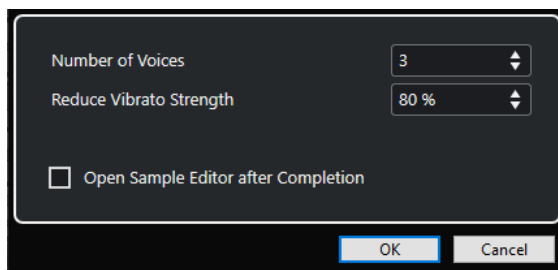 Number of Voices 3
Reduce Vibrato Strength 80 %
Open Sample Editor after Completion
OK Cancel